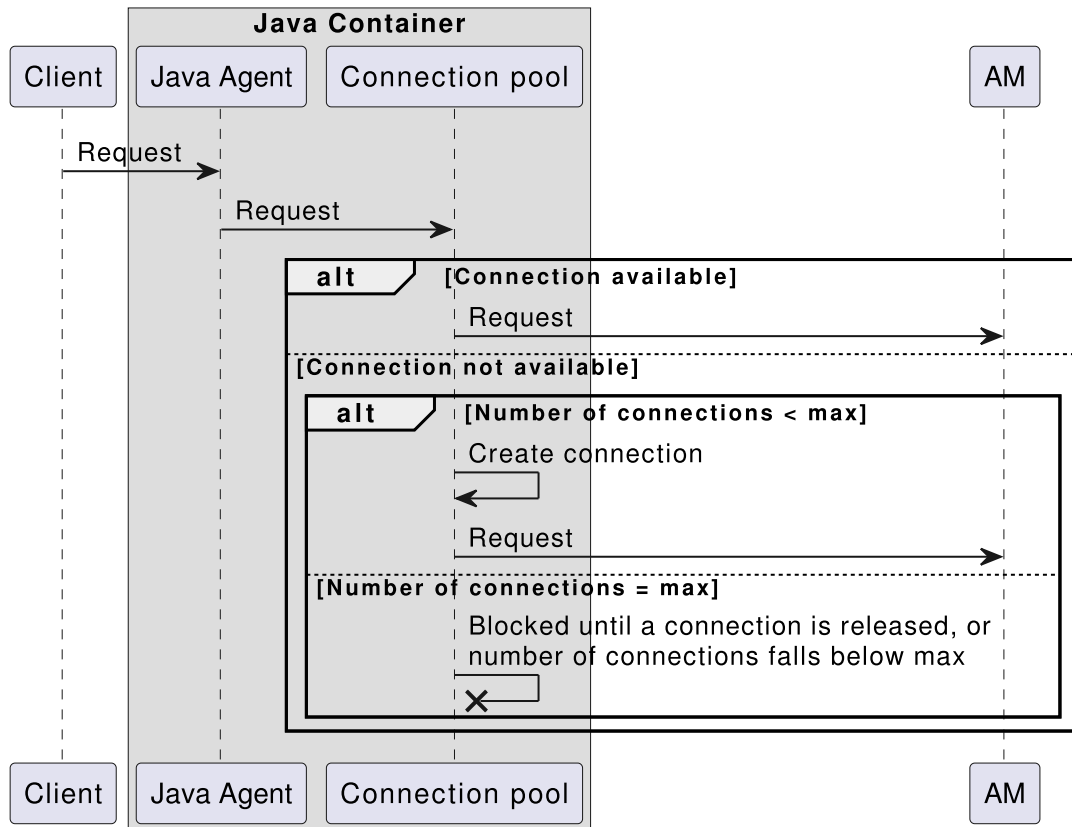 Java Container
Client
Java Agent
Connection pool
AM
Request
Request
alt
[Connection available]
Request
[Connection not available]
alt
[Number of connections < max]
Create connection
Request
[Number of connections = max]
Blocked until a connection is released, or
number of connections falls below max
Client
Java Agent
Connection pool
AM